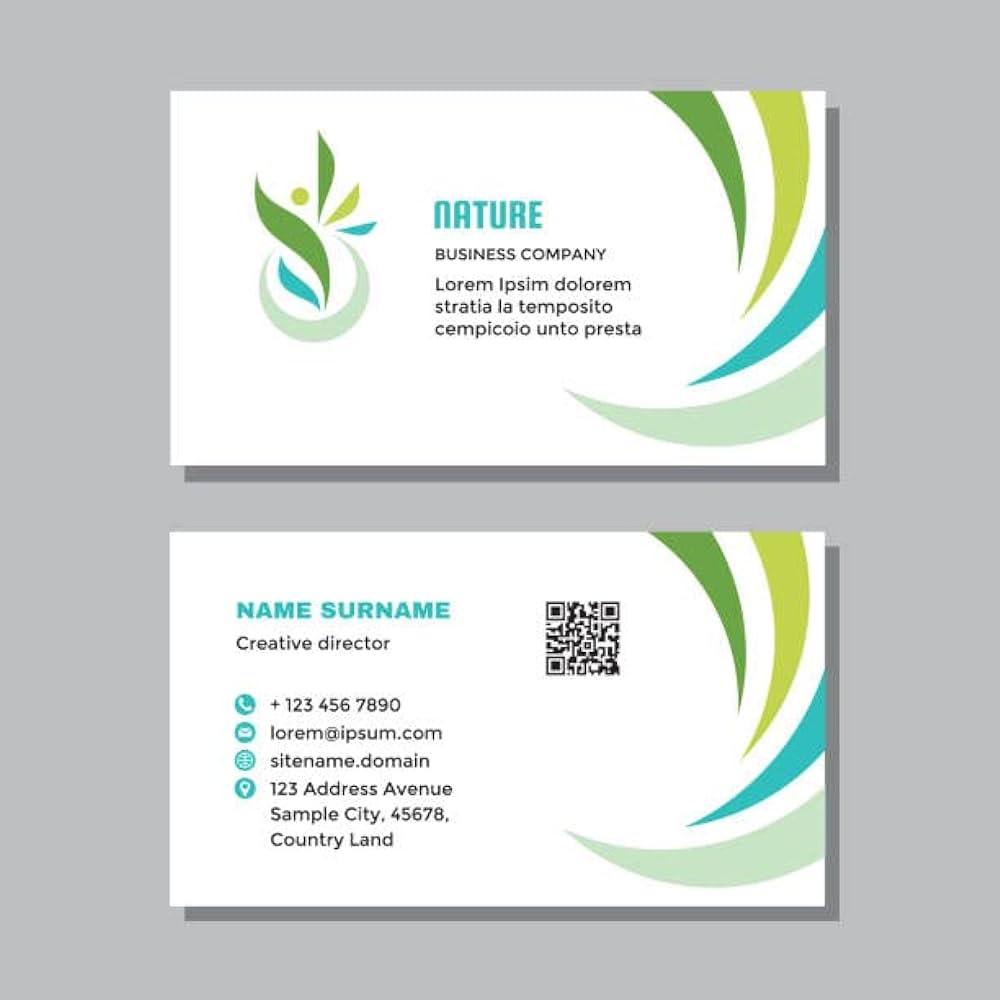 NATURE
BUSINESS COMPANY
Lorem Ipsim dolorem
stratia la temposito
cempicoio unto presta
NAME SURNAME
Creative director
+ 123 456 7890
lorem@ipsum.com
sitename.domain
123 Address Avenue
Sample City, 45678,
Country Land